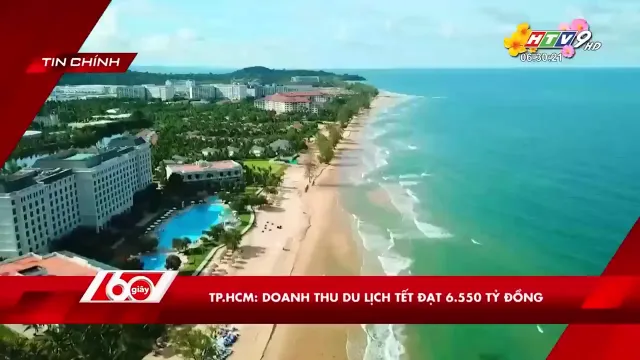 TIN CHÍNH
HTV9 HD
06:30:21
60 giây
TP.HCM: DOANH THU DU LỊCH TẾT ĐẠT 6.550 TỶ ĐỒNG